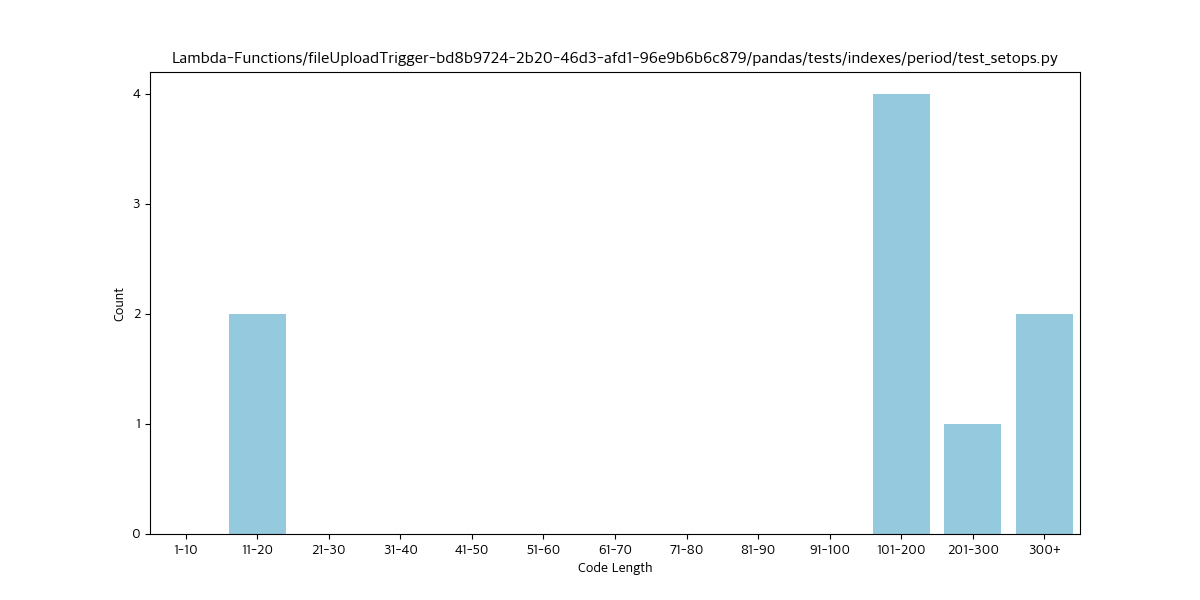 Lambda-Functions/fileUploadTrigger-bd8b9724-2b20-46d3-afd1-96e9b6b6c879/pandas/tests/indexes/period/test_setops.py
4
3
2
1
0
Count
1-10 11-20 21-30 31-40 41-50 51-60 61-70 71-80 81-90 91-100 101-200 201-300 300+
Code Length